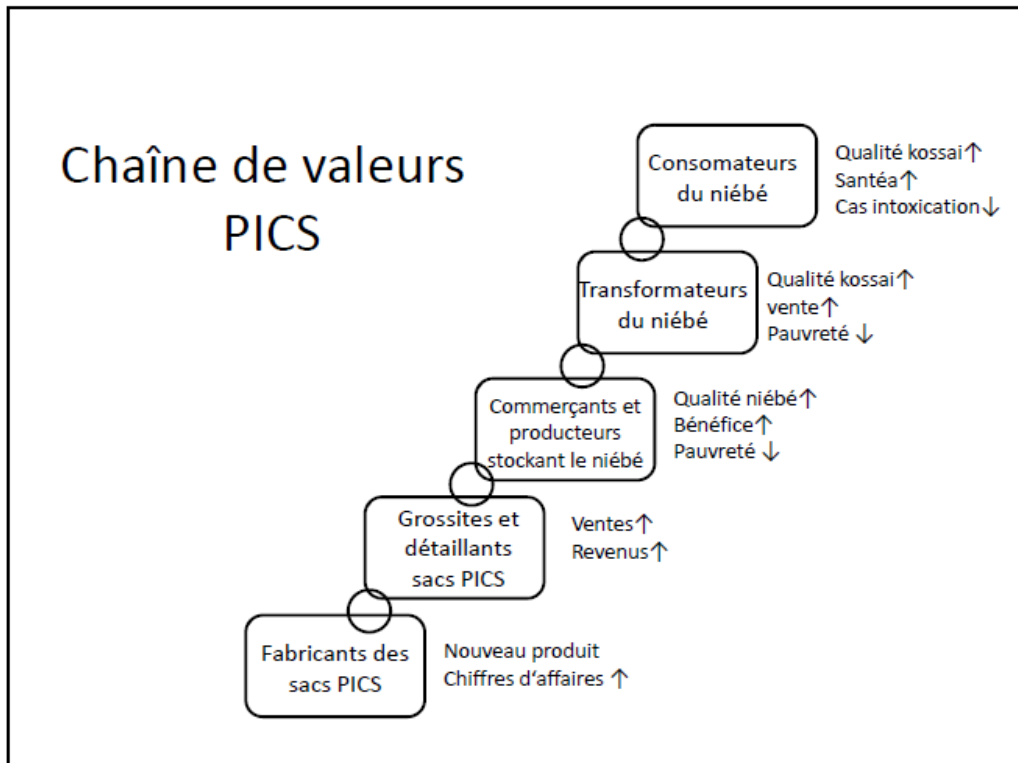 Chaîne de valeurs
PICS
Consomateurs
du niébé
Qualité kossai↑
Santéa↑
Cas intoxication↓
Transformateurs
du niébé
Qualité kossai↑
vente↑
Pauvreté ↓
Commerçants et
producteurs
stockant le niébé
Qualité niébé↑
Bénéfice↑
Pauvreté ↓
Grossites et
détaillants
sacs PICS
Ventes↑
Revenus↑
Fabricants des
sacs PICS
Nouveau produit
Chiffres d'affaires ↑